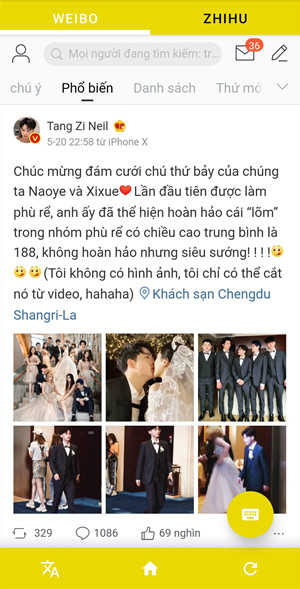 WEIBO ZHIHU
Mọi người đang tìm kiếm: tr...
36
chú ý Phổ biến Danh sách Thứ mó
Tang Zi Neil
5-20 22:58 từ iPhone X
Chúc mừng đám cưới chú thứ bảy của chúng
ta Naoye và Xixue❤️ Lần đầu tiên được làm
phù rể, anh ấy đã thể hiện hoàn hảo cái “lõm”
trong nhóm phù rể có chiều cao trung bình là
188, không hoàn hảo nhưng siêu sướng! ! ! !
(Tôi không có hình ảnh, tôi chỉ có thể cắt
nó từ video, hahaha) Khách sạn Chengdu
Shangri-La
329 1086 69 nghìn ...